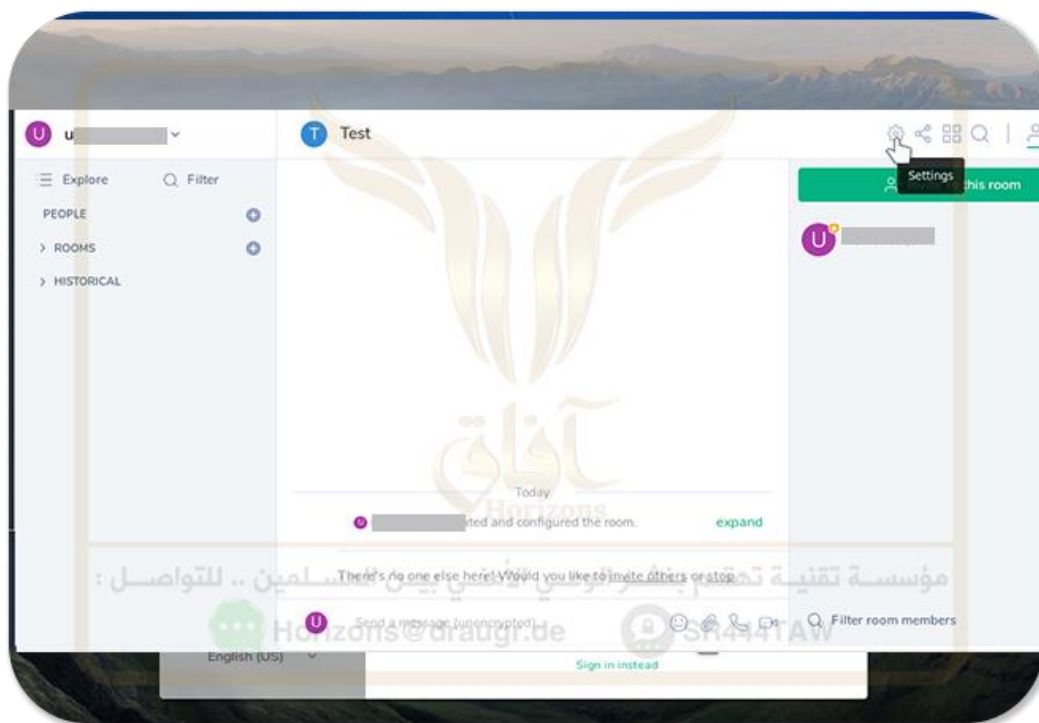 U u
T Test
Explore
Filter
PEOPLE
ROOMS
HISTORICAL
Settings
this room
U
آفاق
Horizons
Today
U ated and configured the room. expand
There's no one else here! Would you like to invite others or stop
مؤسسة تقنية تهتم بنشر الوعي الأمني بين المسلمين .. للتواصل :
U Send a message (unencrypted)...
Filter room members
Horizons@draugr.de
SR444TAW
English (US)
Sign in instead